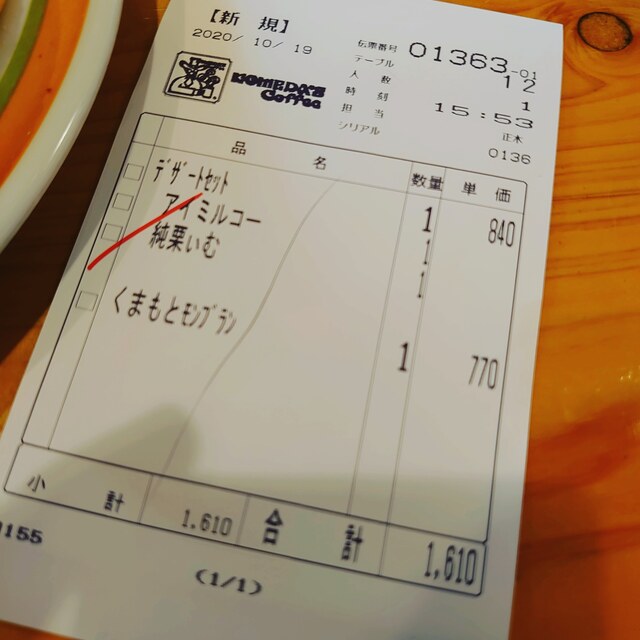 【新 規】
2020/ 10/ 19
伝票番号 01363-01
テーブル 12
人 数 1
時 刻 15:53
担 当 正木
シリアル 0136
KOMEDA'S
Coffee
品 名 数量 単 価
デザートセット 1 840
アイミルコー 1
純栗いむ 1
くまもとモンブラン 1 770
小 計 1.610 合 計 1,610
0155
(1/1)